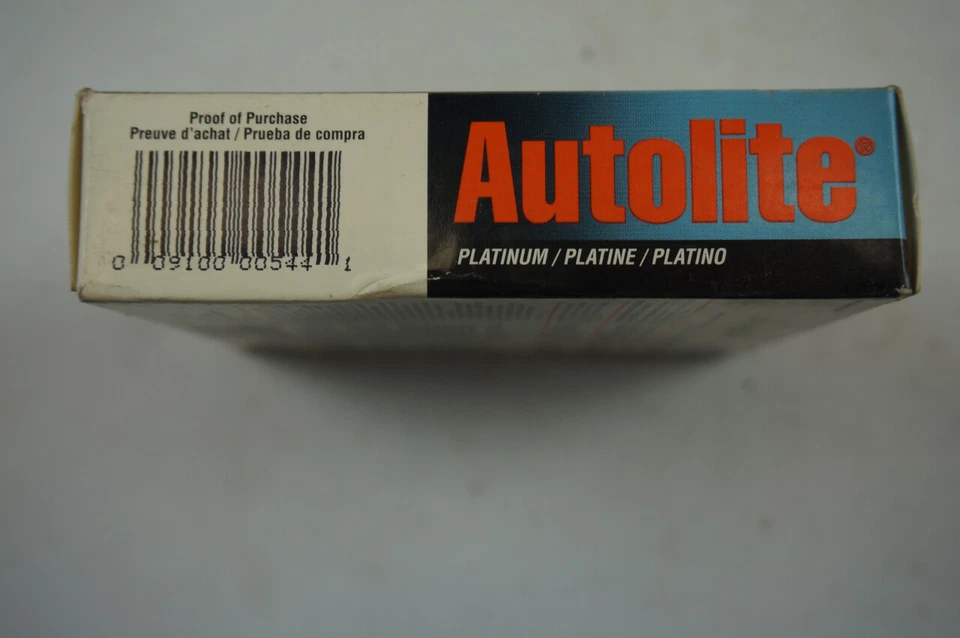 Proof of Purchase
Preuve d'achat / Prueba de compra
0 09100 00544 1
Autolite®
PLATINUM / PLATINE / PLATINO